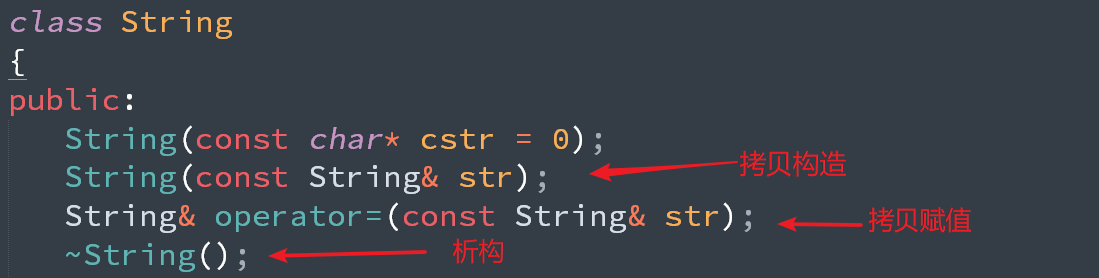 class String
{
public:
String(const char* cstr = 0);
String(const String& str); 拷贝构造
String& operator=(const String& str); 拷贝赋值
~String(); 析构